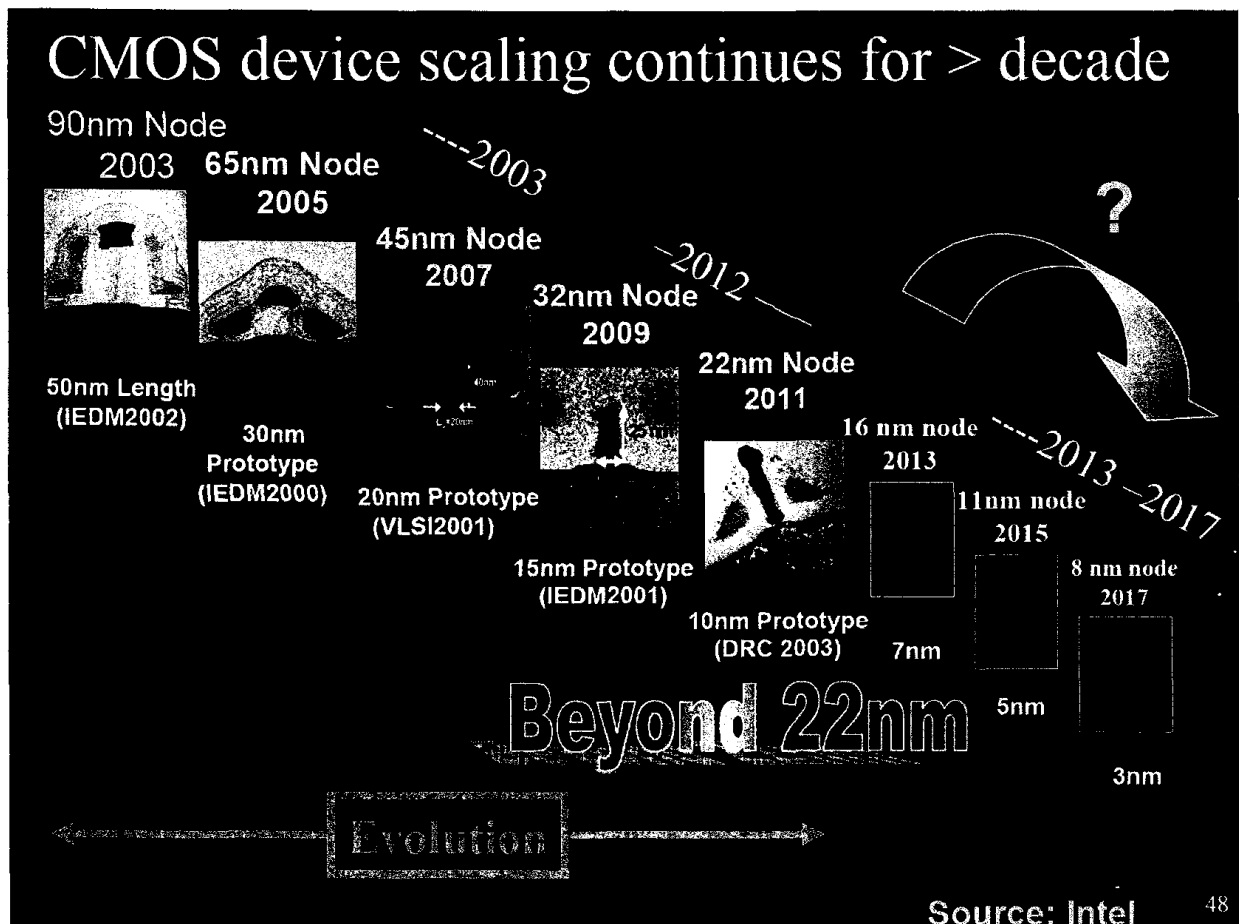 CMOS device scaling continues for > decade
90nm Node
2003
65nm Node
2005
----2003
45nm Node
2007
–2012 –
32nm Node
2009
22nm Node
2011
?
16 nm node
2013
----2013 –2017
11nm node
2015
8 nm node
2017
50nm Length
(IEDM2002)
30nm
Prototype
(IEDM2000)
40nm
20nm Prototype
(VLSI2001)
15nm Prototype
(IEDM2001)
10nm Prototype
(DRC 2003)
7nm
5nm
3nm
Beyond 22nm
Evolution
Source: Intel
48